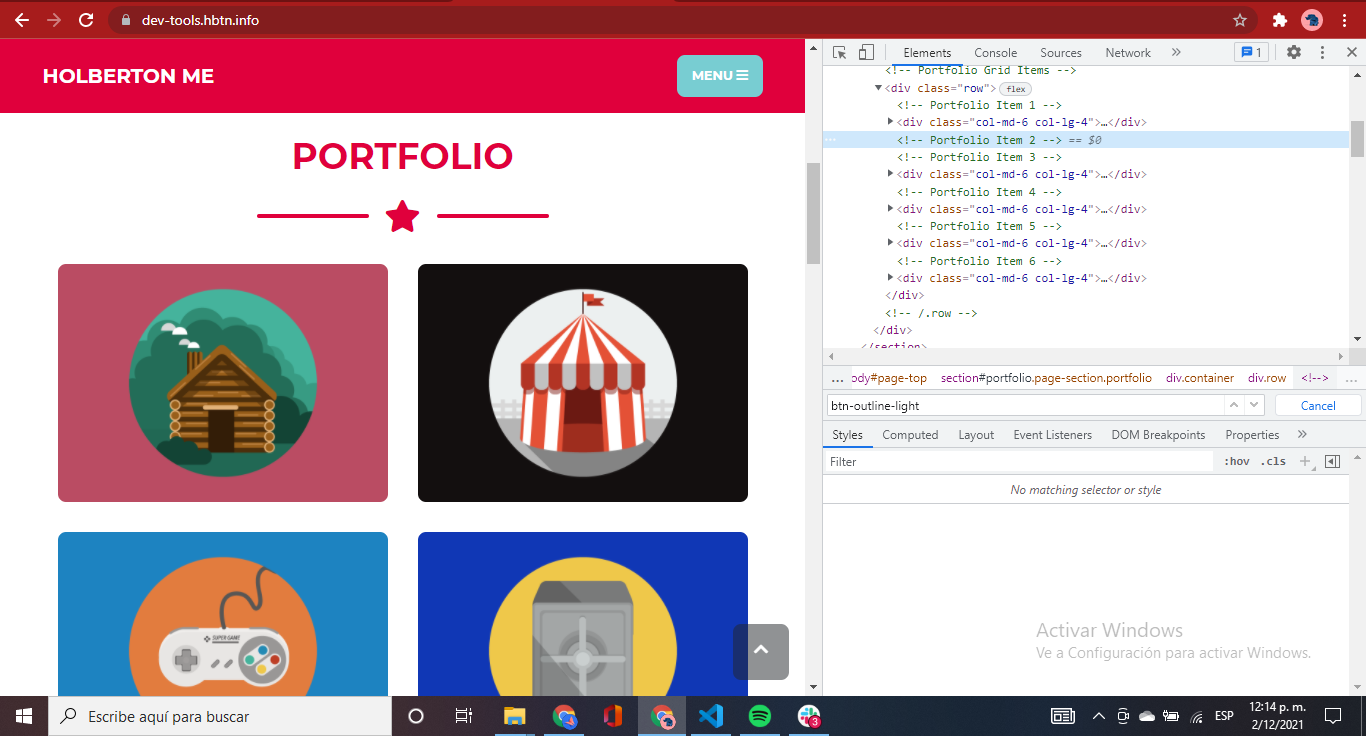 dev-tools.hbtn.info
HOLBERTON ME
MENU
PORTFOLIO
SUPER GAME
Elements Console Sources Network » 1
<!-- Portfolio Grid Items -->
<div class="row"> flex
<!-- Portfolio Item 1 -->
<div class="col-md-6 col-lg-4">…</div>
<!-- Portfolio Item 2 --> == $0
<!-- Portfolio Item 3 -->
<div class="col-md-6 col-lg-4">…</div>
<!-- Portfolio Item 4 -->
<div class="col-md-6 col-lg-4">…</div>
<!-- Portfolio Item 5 -->
<div class="col-md-6 col-lg-4">…</div>
<!-- Portfolio Item 6 -->
<div class="col-md-6 col-lg-4">…</div>
</div>
<!-- /.row -->
</div>
</section>
... ody#page-top section#portfolio.page-section.portfolio div.container div.row <!--> ...
btn-outline-light Cancel
Styles Computed Layout Event Listeners DOM Breakpoints Properties »
Filter :hov .cls +
No matching selector or style
Activar Windows
Ve a Configuración para activar Windows.
Escribe aquí para buscar
3
ESP
12:14 p. m.
2/12/2021